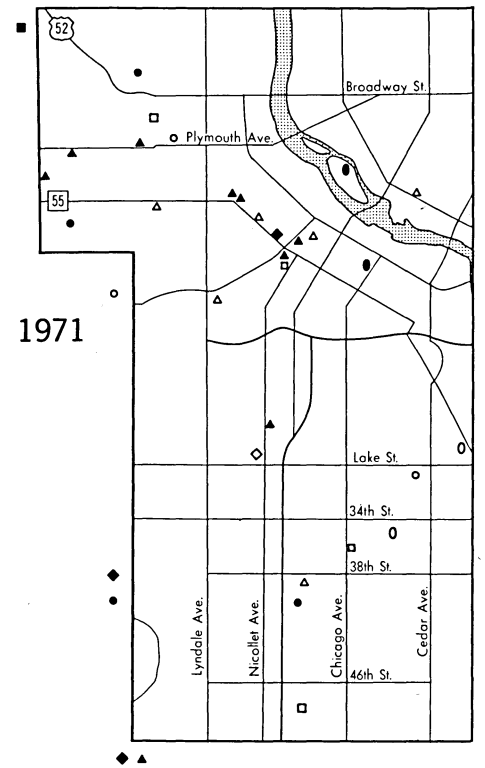 52
Broadway St.
Plymouth Ave.
55
1971
Lake St.
34th St.
38th St.
Lyndale Ave.
Nicollet Ave.
Chicago Ave.
Cedar Ave.
46th St.